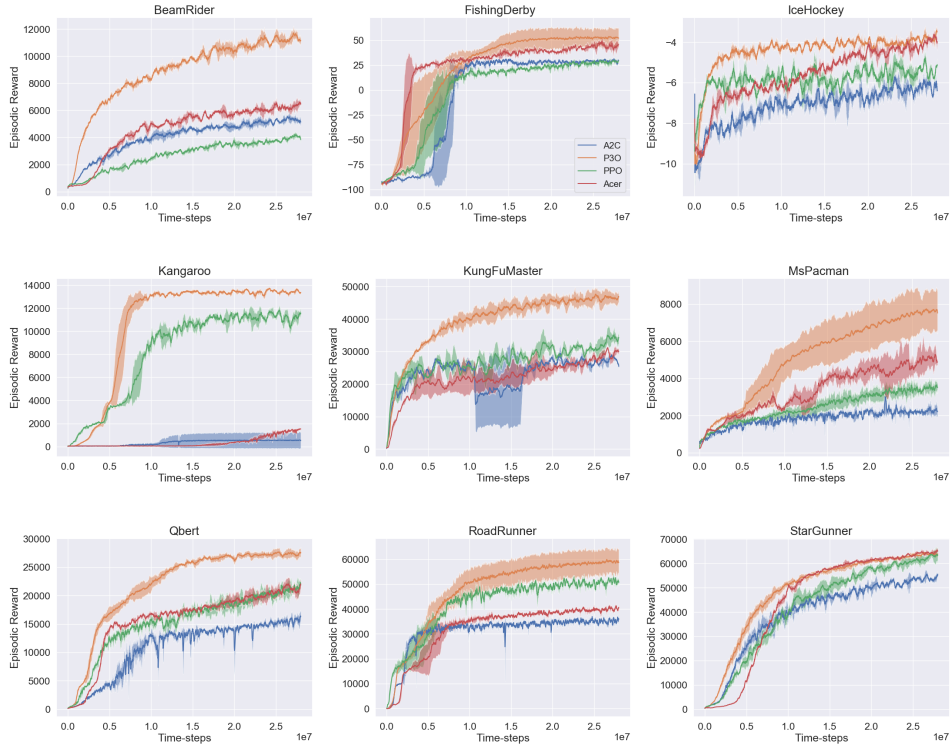 BeamRider
12000
10000
8000
6000
4000
2000
0
Episodic Reward
0.0 0.5 1.0 1.5 2.0 2.5
Time-steps
1e7
FishingDerby
50
25
0
−25
−50
−75
−100
Episodic Reward
A2C
P3O
PPO
Acer
0.0 0.5 1.0 1.5 2.0 2.5
Time-steps
1e7
IceHockey
−4
−6
−8
−10
Episodic Reward
0.0 0.5 1.0 1.5 2.0 2.5
Time-steps
1e7
Kangaroo
14000
12000
10000
8000
6000
4000
2000
0
Episodic Reward
0.0 0.5 1.0 1.5 2.0 2.5
Time-steps
1e7
KungFuMaster
50000
40000
30000
20000
10000
0
Episodic Reward
0.0 0.5 1.0 1.5 2.0 2.5
Time-steps
1e7
MsPacman
8000
6000
4000
2000
0
Episodic Reward
0.0 0.5 1.0 1.5 2.0 2.5
Time-steps
1e7
Qbert
30000
25000
20000
15000
10000
5000
0
Episodic Reward
0.0 0.5 1.0 1.5 2.0 2.5
Time-steps
1e7
RoadRunner
60000
50000
40000
30000
20000
10000
0
Episodic Reward
0.0 0.5 1.0 1.5 2.0 2.5
Time-steps
1e7
StarGunner
70000
60000
50000
40000
30000
20000
10000
0
Episodic Reward
0.0 0.5 1.0 1.5 2.0 2.5
Time-steps
1e7